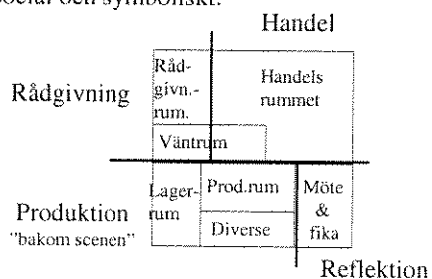 social och symboliskt.
Handel
Råd-
givn.-
rum.
Handels
rummet
Rådgivning
Väntrum
Lager-
rum
Prod.rum
Möte
&
fika
Produktion
"bakom scenen"
Diverse
Reflektion